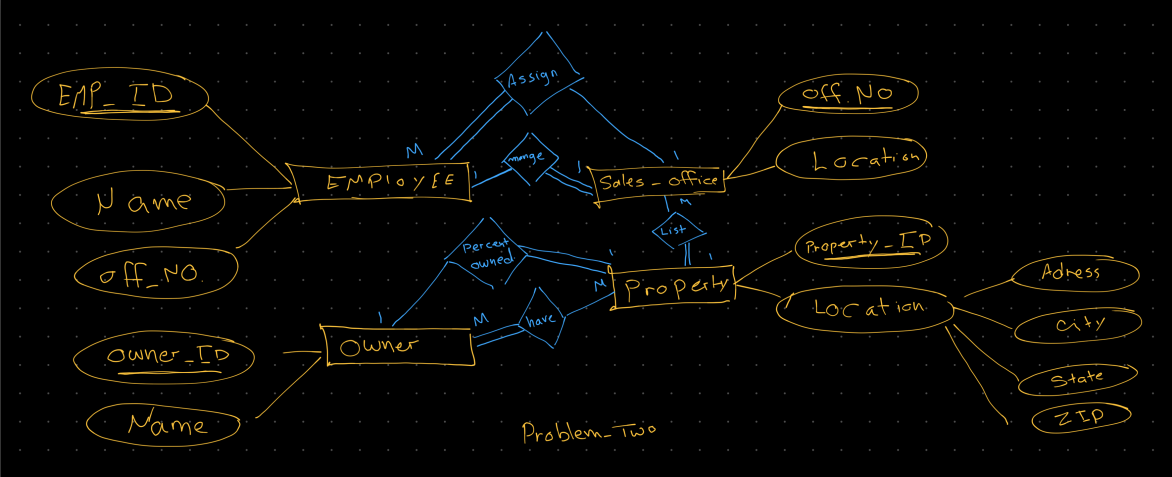 Assign
EMP_ID
off_NO
M
1
mange
Location
EMPLOYEE
1
1
Sales_office
Name
M
List
Percent
owned
Property_ID
1
1
off_NO
M
Property
Adress
Location
1
M
have
City
Owner
Owner_ID
State
Name
ZIP
Problem_Two